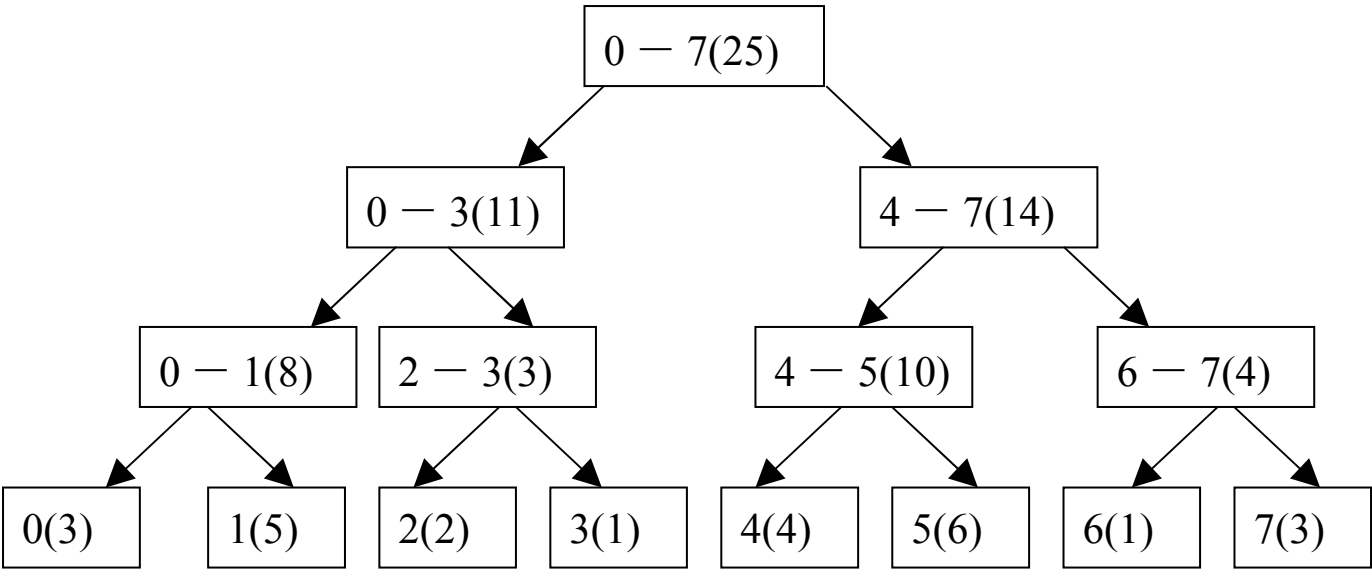 0 － 7(25)
0 － 3(11)
4 － 7(14)
0 － 1(8)
2 － 3(3)
4 － 5(10)
6 － 7(4)
0(3)
1(5)
2(2)
3(1)
4(4)
5(6)
6(1)
7(3)